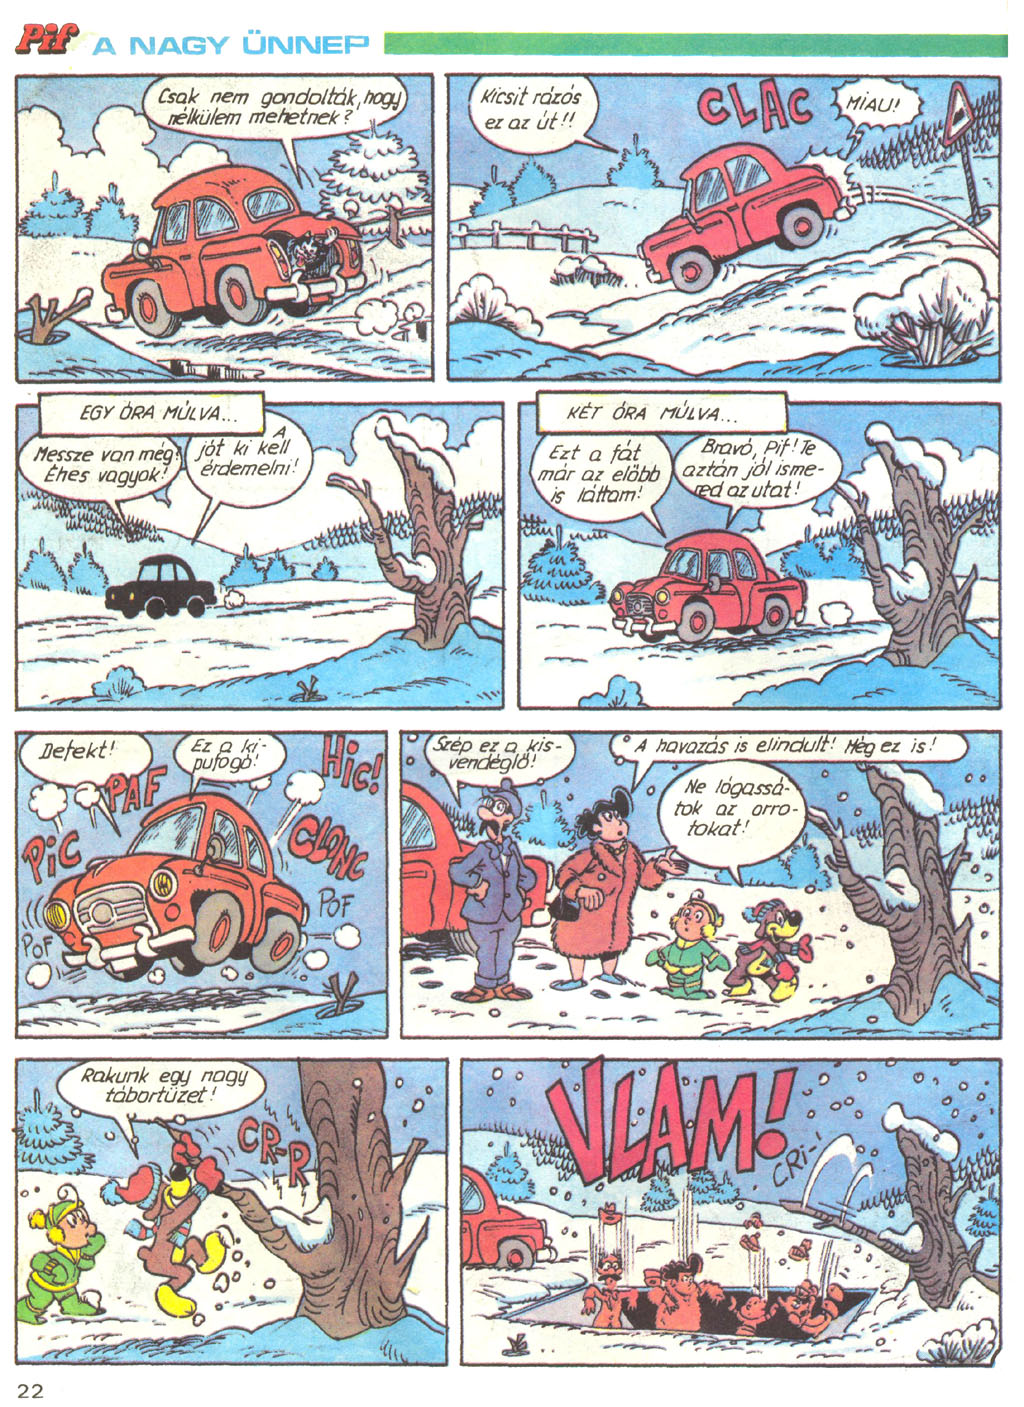 Pif A NAGY ÜNNEP
Csak nem gondolták, hogy
nélkülem mehetnek?
Kicsit rázós
ez az út!!
CLAC
MIAU!
EGY ÓRA MÚLVA...
Messze van még?
Éhes vagyok!
A
jót ki kell
érdemelni!
KÉT ÓRA MÚLVA...
Ezt a fát
már az előbb
is láttam!
Bravó, Pif! Te
aztán jól isme-
red az utat!
Defekt!
Ez a ki-
pufogó!
PIC
PAF
HIC!
CLONC
POF
POF
Szép ez a kis-
vendéglő!
A havazás is elindult! Még ez is!
Ne lógassá-
tok az orro-
tokat!
Rakunk egy nagy
tábortüzet!
CR-R
VLAM!
CRI-
22